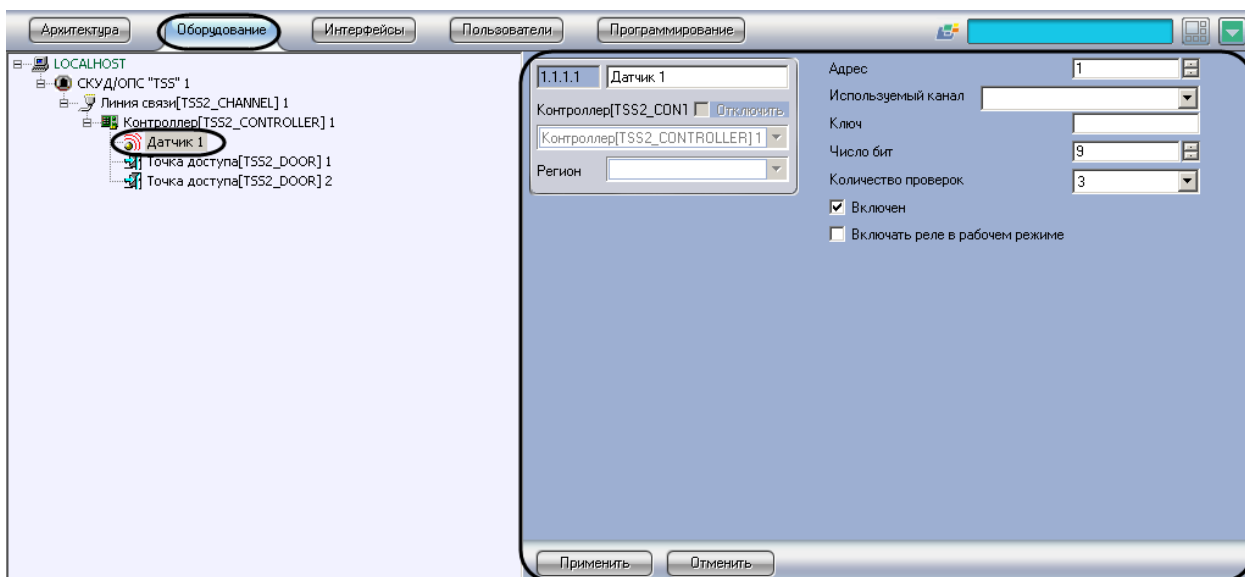 Архитектура Оборудование Интерфейсы Пользователи Программирование
LOCALHOST
СКУД/ОПС "TSS" 1
Линия связи[TSS2_CHANNEL] 1
Контроллер[TSS2_CONTROLLER] 1
Датчик 1
Точка доступа[TSS2_DOOR] 1
Точка доступа[TSS2_DOOR] 2
1.1.1.1 Датчик 1
Контроллер[TSS2_CON1 Отключить
Контроллер[TSS2_CONTROLLER] 1
Регион
Адрес 1
Используемый канал
Ключ
Число бит 9
Количество проверок 3
Включен
Включать реле в рабочем режиме
Применить Отменить